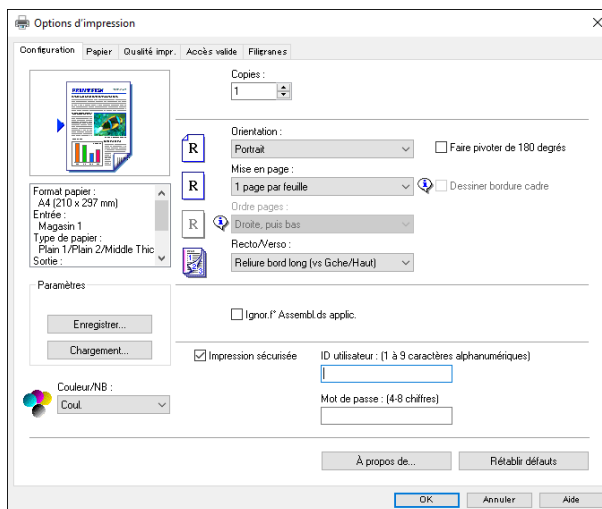 Options d'impression
Configuration Papier Qualité impr. Accès valide Filigranes
Copies :
1
Orientation :
R Portrait Faire pivoter de 180 degrés
Mise en page :
R 1 page par feuille Dessiner bordure cadre
Ordre pages :
R Droite, puis bas
Recto/Verso :
Reliure bord long (vs Gche/Haut)
Format papier :
A4 (210 x 297 mm)
Entrée :
Magasin 1
Type de papier :
Plain 1/Plain 2/Middle Thic
Sortie :
Paramètres
Enregistrer...
Chargement...
Ignor.f° Assembl.ds applic.
Impression sécurisée ID utilisateur : (1 à 9 caractères alphanumériques)
Mot de passe : (4-8 chiffres)
Couleur/NB :
Coul.
À propos de... Rétablir défauts
OK Annuler Aide